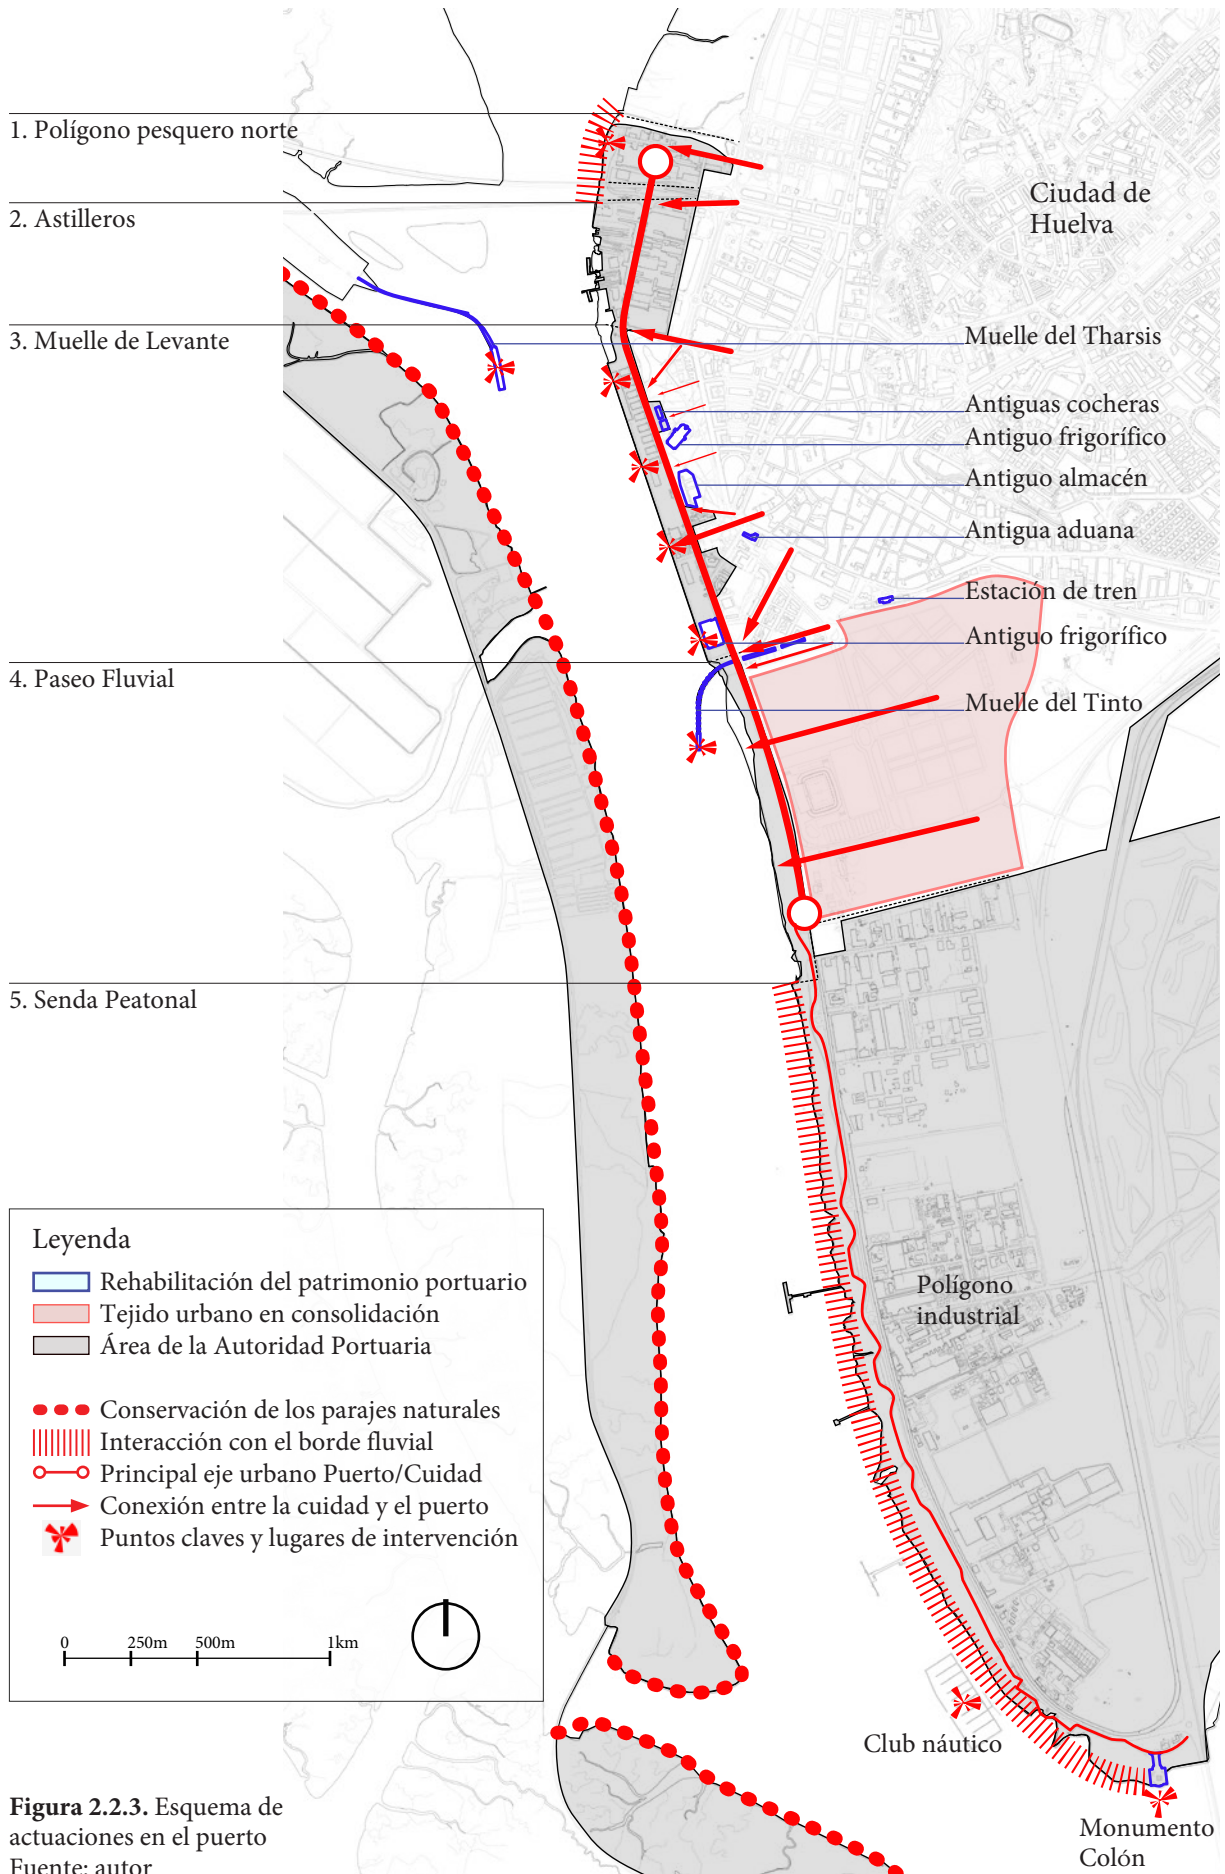 1. Polígono pesquero norte
2. Astilleros
3. Muelle de Levante
4. Paseo Fluvial
5. Senda Peatonal
Ciudad de
Huelva
Muelle del Tharsis
Antiguas cocheras
Antiguo frigorífico
Antiguo almacén
Antigua aduana
Estación de tren
Antiguo frigorífico
Muelle del Tinto
Polígono
industrial
Club náutico
Monumento
Colón
Leyenda
Rehabilitación del patrimonio portuario
Tejido urbano en consolidación
Área de la Autoridad Portuaria
Conservación de los parajes naturales
Interacción con el borde fluvial
Principal eje urbano Puerto/Cuidad
Conexión entre la cuidad y el puerto
Puntos claves y lugares de intervención
0 250m 500m 1km
Figura 2.2.3. Esquema de
actuaciones en el puerto
Fuente: autor